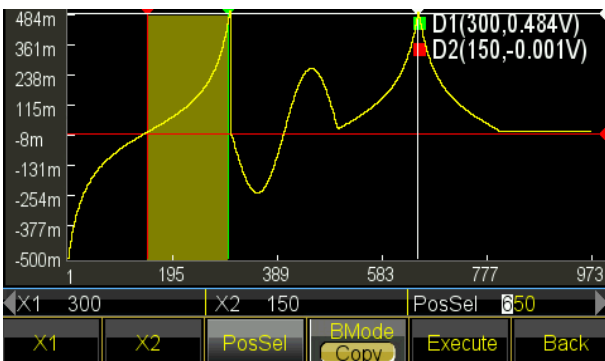 484m
D1(300,0.484V)
361m
D2(150,-0.001V)
238m
115m
-8m
-131m
-254m
-377m
-500m
1 195 389 583 777 973
X1 300 X2 150 PosSel 650
X1 X2 PosSel BMode Copy Execute Back